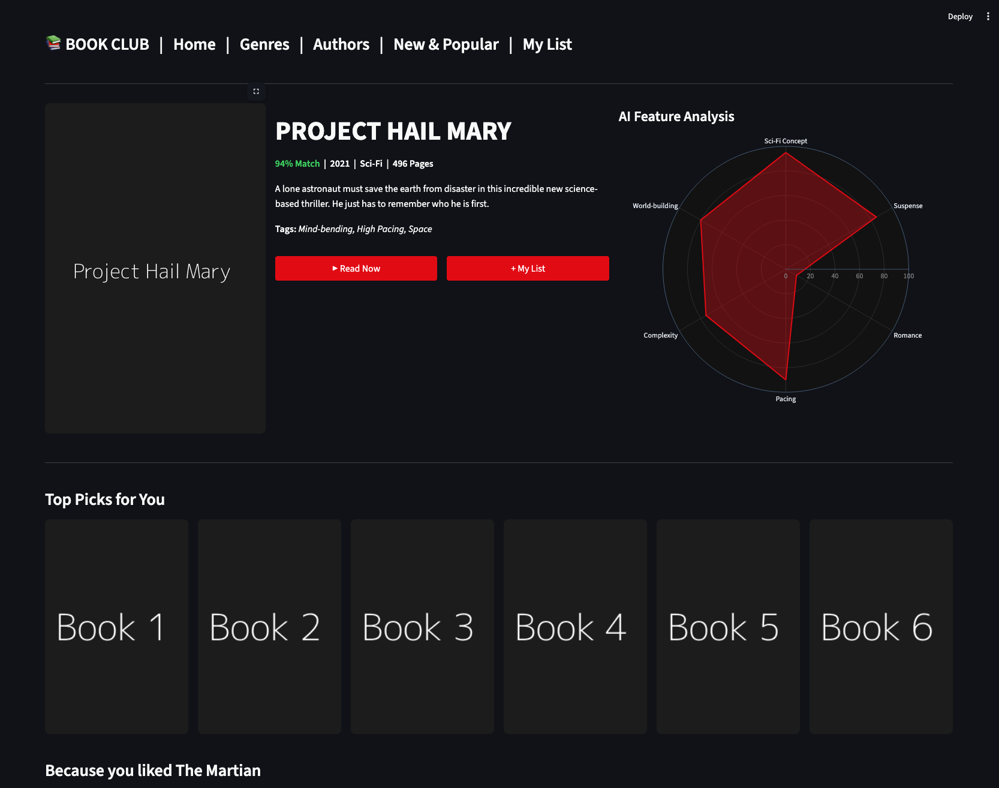 Deploy
📚 BOOK CLUB | Home | Genres | Authors | New & Popular | My List
Project Hail Mary
PROJECT HAIL MARY
94% Match | 2021 | Sci-Fi | 496 Pages
A lone astronaut must save the earth from disaster in this incredible new science-
based thriller. He just has to remember who he is first.
Tags: Mind-bending, High Pacing, Space
▶ Read Now
+ My List
AI Feature Analysis
Sci-Fi Concept
World-building
Suspense
0 20 40 60 80 100
Complexity
Romance
Pacing
Top Picks for You
Book 1
Book 2
Book 3
Book 4
Book 5
Book 6
Because you liked The Martian